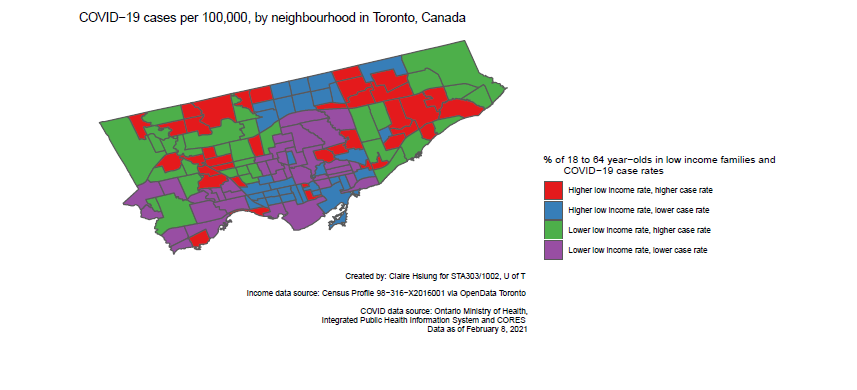 COVID−19 cases per 100,000, by neighbourhood in Toronto, Canada
% of 18 to 64 year−olds in low income families and
COVID−19 case rates
Higher low income rate, higher case rate
Higher low income rate, lower case rate
Lower low income rate, higher case rate
Lower low income rate, lower case rate
Created by: Claire Hsiung for STA303/1002, U of T
Income data source: Census Profile 98−316−X2016001 via OpenData Toronto
COVID data source: Ontario Ministry of Health,
Integrated Public Health Information System and CORES
Data as of February 8, 2021